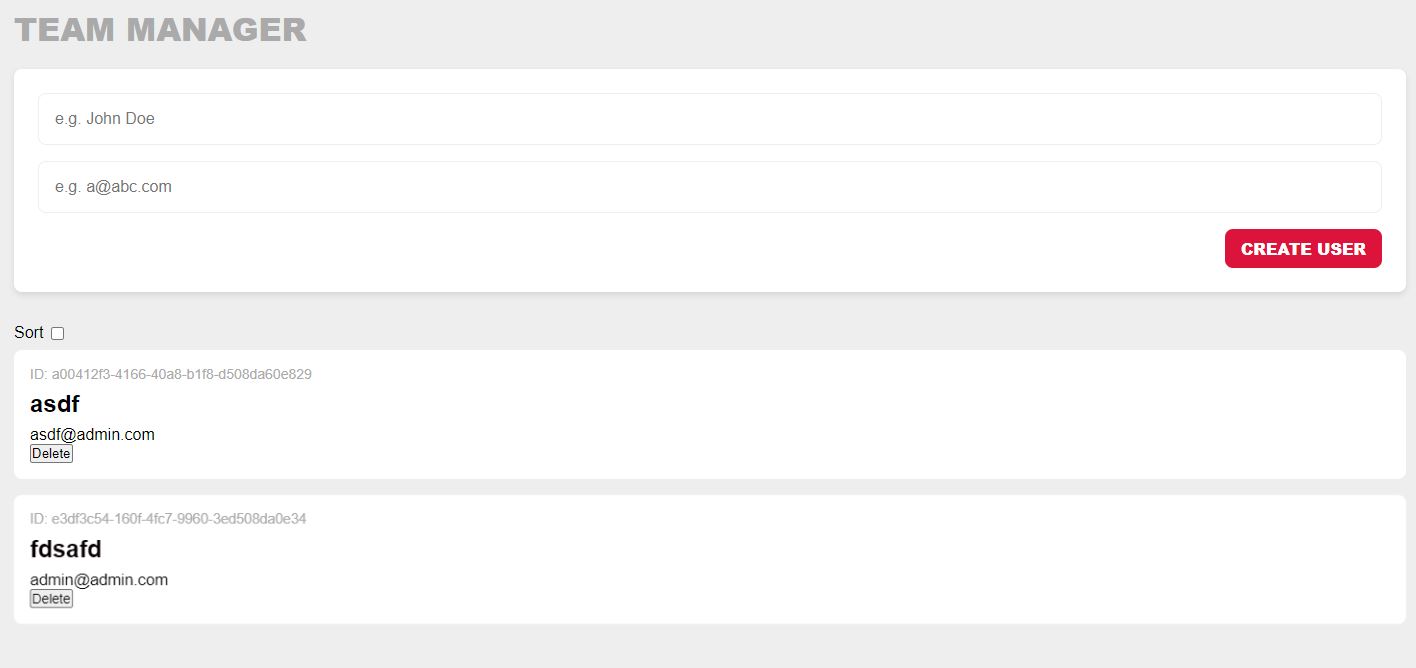 TEAM MANAGER
e.g. John Doe
e.g. a@abc.com
CREATE USER
Sort
ID: a00412f3-4166-40a8-b1f8-d508da60e829
asdf
asdf@admin.com
Delete
ID: e3df3c54-160f-4fc7-9960-3ed508da0e34
fdsafd
admin@admin.com
Delete